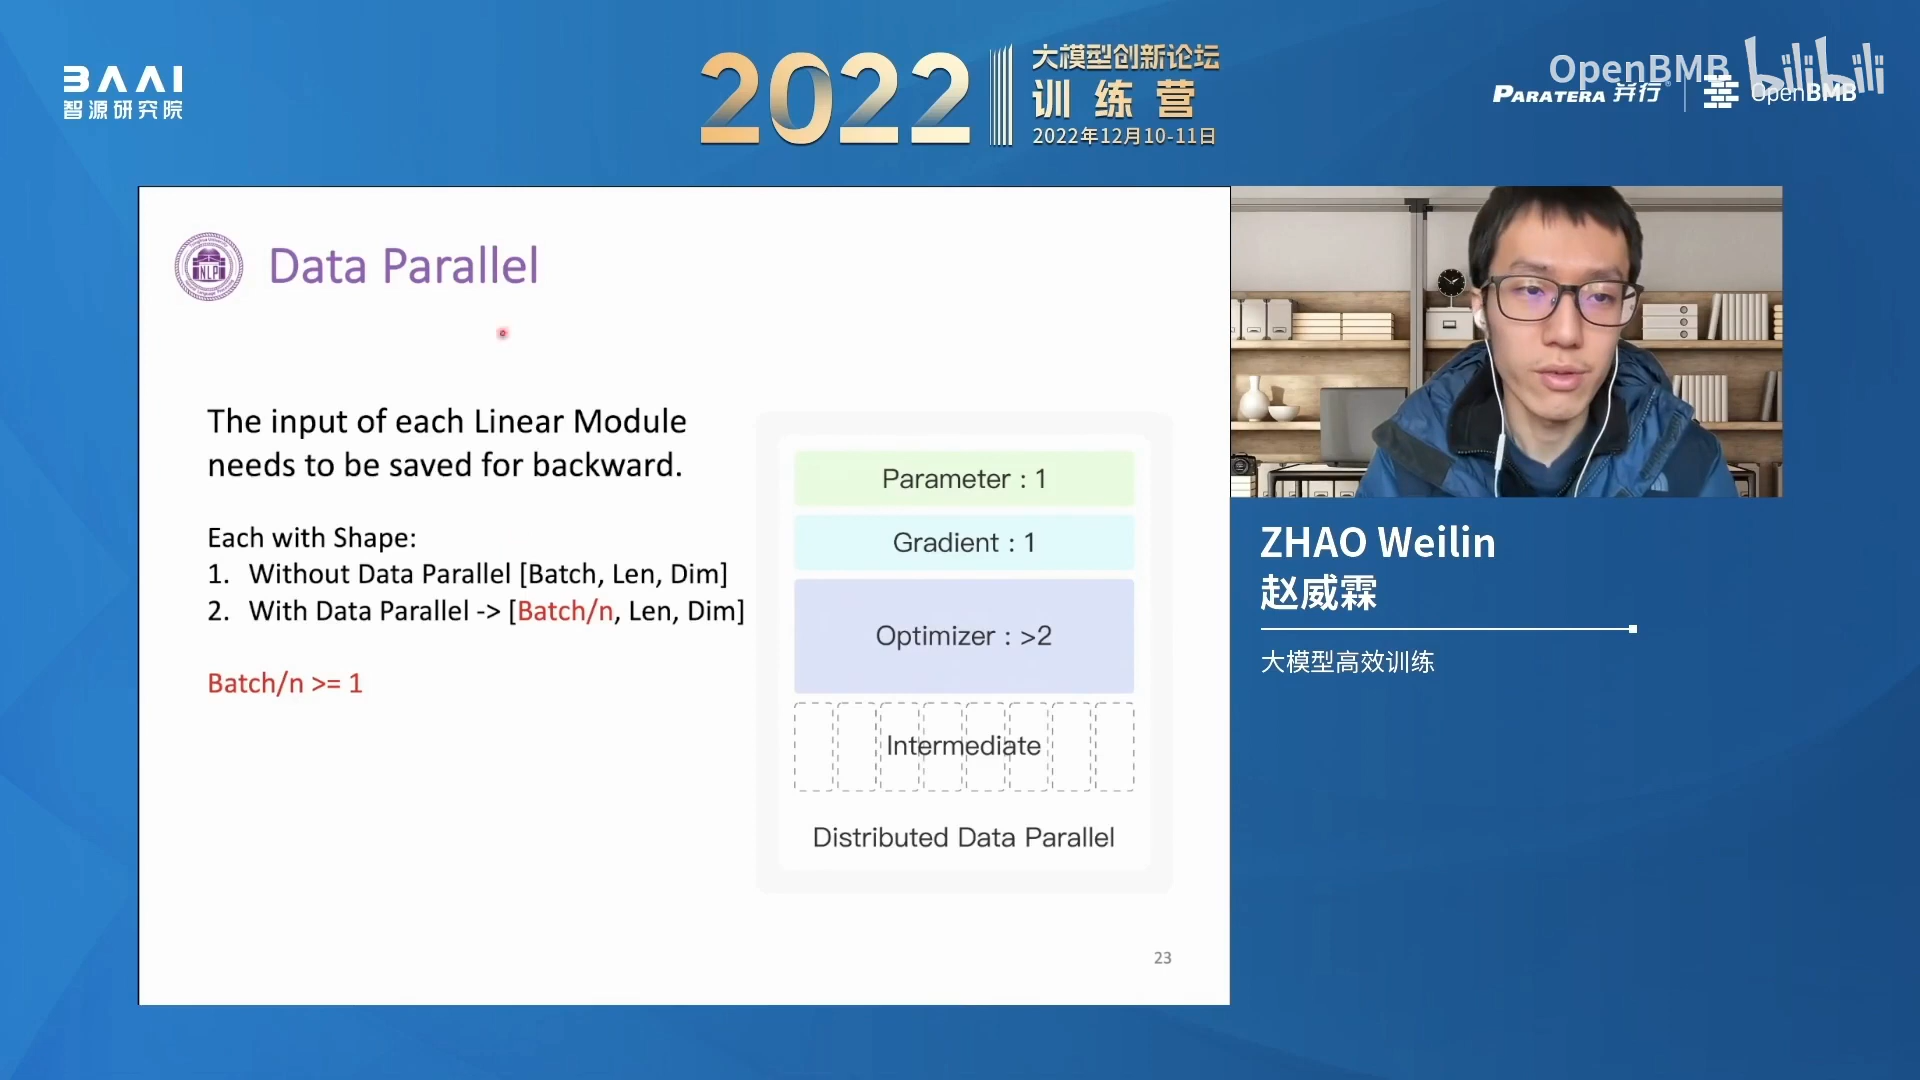 BAAI
智源研究院
2022
大模型创新论坛
训练营
2022年12月10-11日
OpenBMB
bilibili
PARATERA 并行
OpenBMB
NLP
Data Parallel
The input of each Linear Module
needs to be saved for backward.
Each with Shape:
1. Without Data Parallel [Batch, Len, Dim]
2. With Data Parallel -> [Batch/n, Len, Dim]
Batch/n >= 1
Parameter : 1
Gradient : 1
Optimizer : >2
Intermediate
Distributed Data Parallel
23
ZHAO Weilin
赵威霖
大模型高效训练